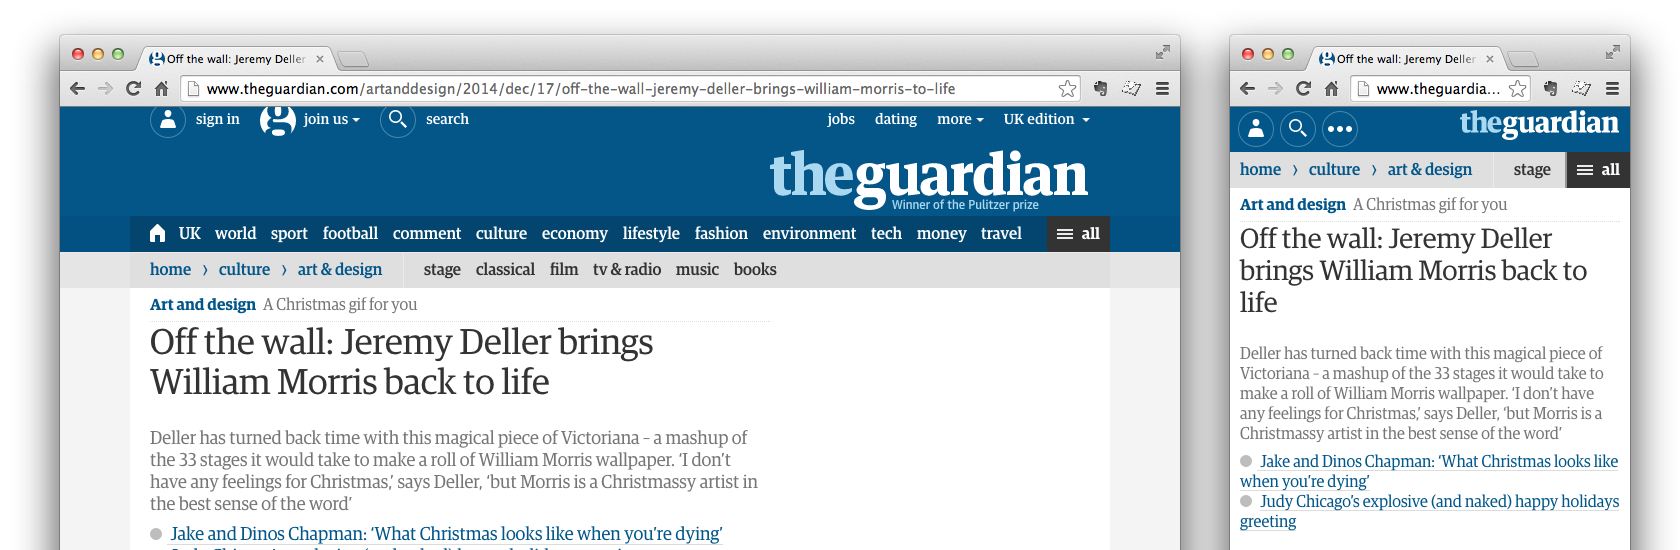 Off the wall: Jeremy Deller
www.theguardian.com/artanddesign/2014/dec/17/off-the-wall-jeremy-deller-brings-william-morris-to-life
sign in join us search jobs dating more UK edition
theguardian
Winner of the Pulitzer prize
UK world sport football comment culture economy lifestyle fashion environment tech money travel all
home › culture › art & design stage classical film tv & radio music books
Art and design A Christmas gif for you
Off the wall: Jeremy Deller brings
William Morris back to life
Deller has turned back time with this magical piece of Victoriana – a mashup of
the 33 stages it would take to make a roll of William Morris wallpaper. ‘I don’t
have any feelings for Christmas,’ says Deller, ‘but Morris is a Christmassy artist in
the best sense of the word’
Jake and Dinos Chapman: ‘What Christmas looks like when you’re dying’
Off the wall: Jeremy Deller
www.theguardia...
theguardian
home › culture › art & design stage all
Art and design A Christmas gif for you
Off the wall: Jeremy Deller
brings William Morris back to
life
Deller has turned back time with this magical piece of
Victoriana – a mashup of the 33 stages it would take to
make a roll of William Morris wallpaper. ‘I don’t have
any feelings for Christmas,’ says Deller, ‘but Morris is a
Christmassy artist in the best sense of the word’
Jake and Dinos Chapman: ‘What Christmas looks like
when you’re dying’
Judy Chicago’s explosive (and naked) happy holidays
greeting